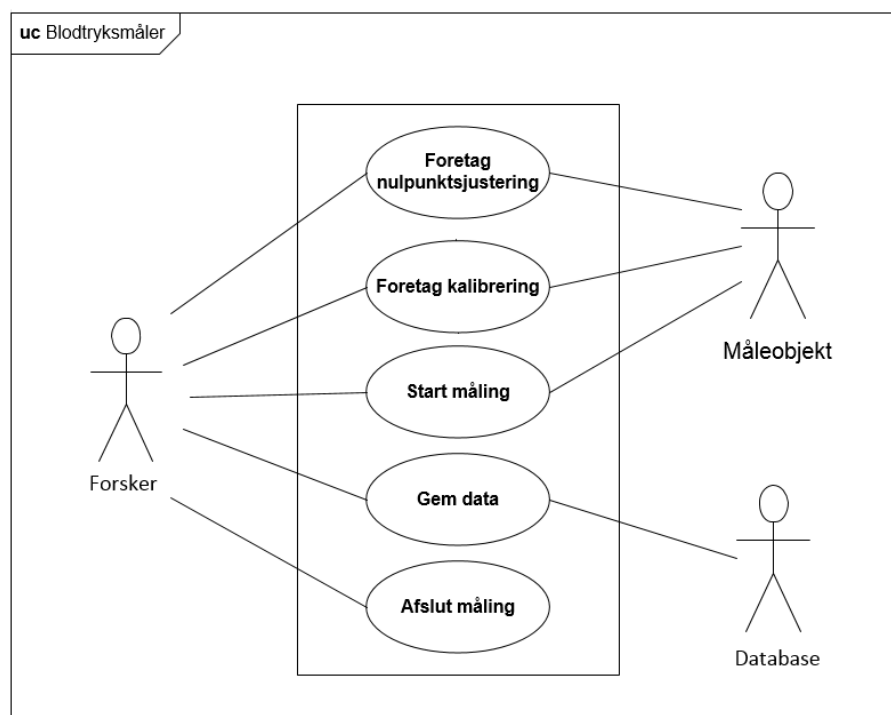 uc Blodtryksmåler
Foretag
nulpunktsjustering
Foretag kalibrering
Start måling
Gem data
Afslut måling
Forsker
Måleobjekt
Database